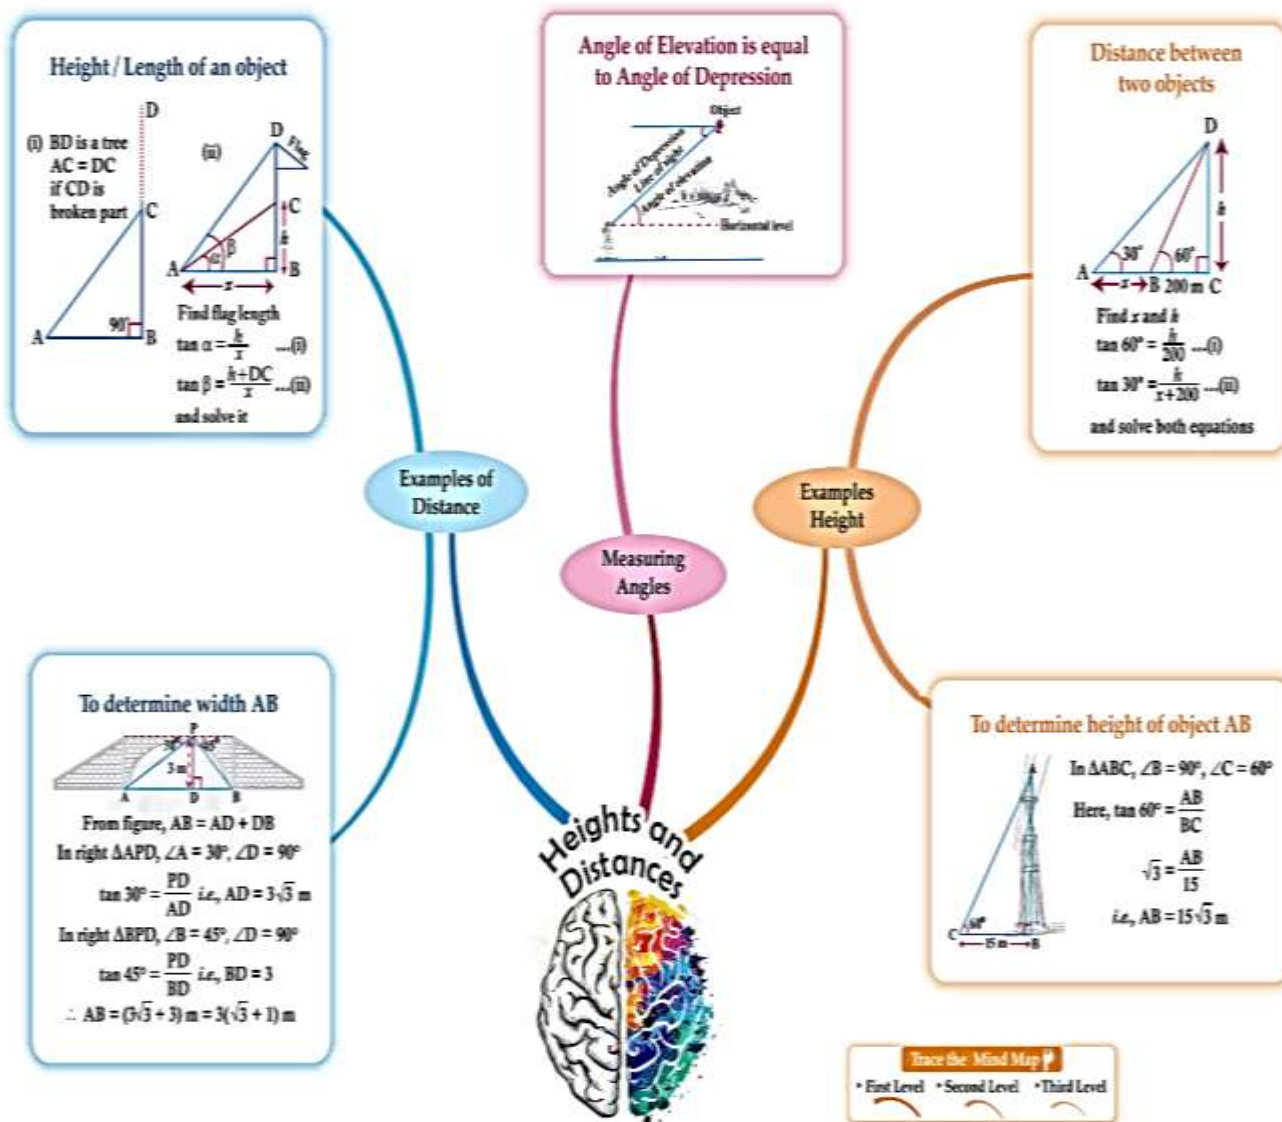 Height / Length of an object
(i) BD is a tree
AC = DC
if CD is
broken part
D
C
A
90°
B
(ii)
D
Flag
C
β
α
h
A
B
x
Find flag length
tan α = h/x ...(i)
tan β = h+DC/x ...(ii)
and solve it
Angle of Elevation is equal
to Angle of Depression
Object
Angle of Depression
Line of sight
Angle of elevation
Horizontal level
Distance between
two objects
D
h
30°
60°
A
x
B 200 m C
Find x and h
tan 60° = h/200 ...(i)
tan 30° = h/x+200 ...(ii)
and solve both equations
Examples of
Distance
Measuring
Angles
Examples
Height
To determine width AB
P
30°
45°
3 m
A
D
B
From figure, AB = AD + DB
In right ΔAPD, ∠A = 30°, ∠D = 90°
tan 30° = PD/AD i.e., AD = 3√3 m
In right ΔBPD, ∠B = 45°, ∠D = 90°
tan 45° = PD/BD i.e., BD = 3
∴ AB = (3√3 + 3) m = 3(√3 + 1) m
To determine height of object AB
A
C
60°
15 m
B
In ΔABC, ∠B = 90°, ∠C = 60°
Here, tan 60° = AB/BC
√3 = AB/15
i.e., AB = 15√3 m
Heights and
Distances
Trace the Mind Map
First Level
Second Level
Third Level